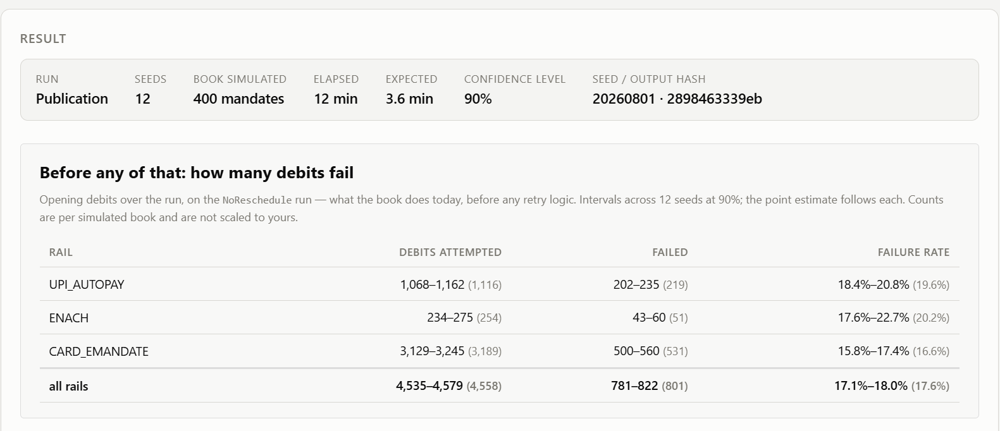 RESULT
RUN SEEDS BOOK SIMULATED ELAPSED EXPECTED CONFIDENCE LEVEL SEED / OUTPUT HASH
Publication 12 400 mandates 12 min 3.6 min 90% 20260801 · 2898463339eb
Before any of that: how many debits fail
Opening debits over the run, on the NoReschedule run — what the book does today, before any retry logic. Intervals across 12 seeds at 90%; the point estimate follows each. Counts
are per simulated book and are not scaled to yours.
RAIL DEBITS ATTEMPTED FAILED FAILURE RATE
UPI_AUTOPAY 1,068–1,162 (1,116) 202–235 (219) 18.4%–20.8% (19.6%)
ENACH 234–275 (254) 43–60 (51) 17.6%–22.7% (20.2%)
CARD_EMANDATE 3,129–3,245 (3,189) 500–560 (531) 15.8%–17.4% (16.6%)
all rails 4,535–4,579 (4,558) 781–822 (801) 17.1%–18.0% (17.6%)